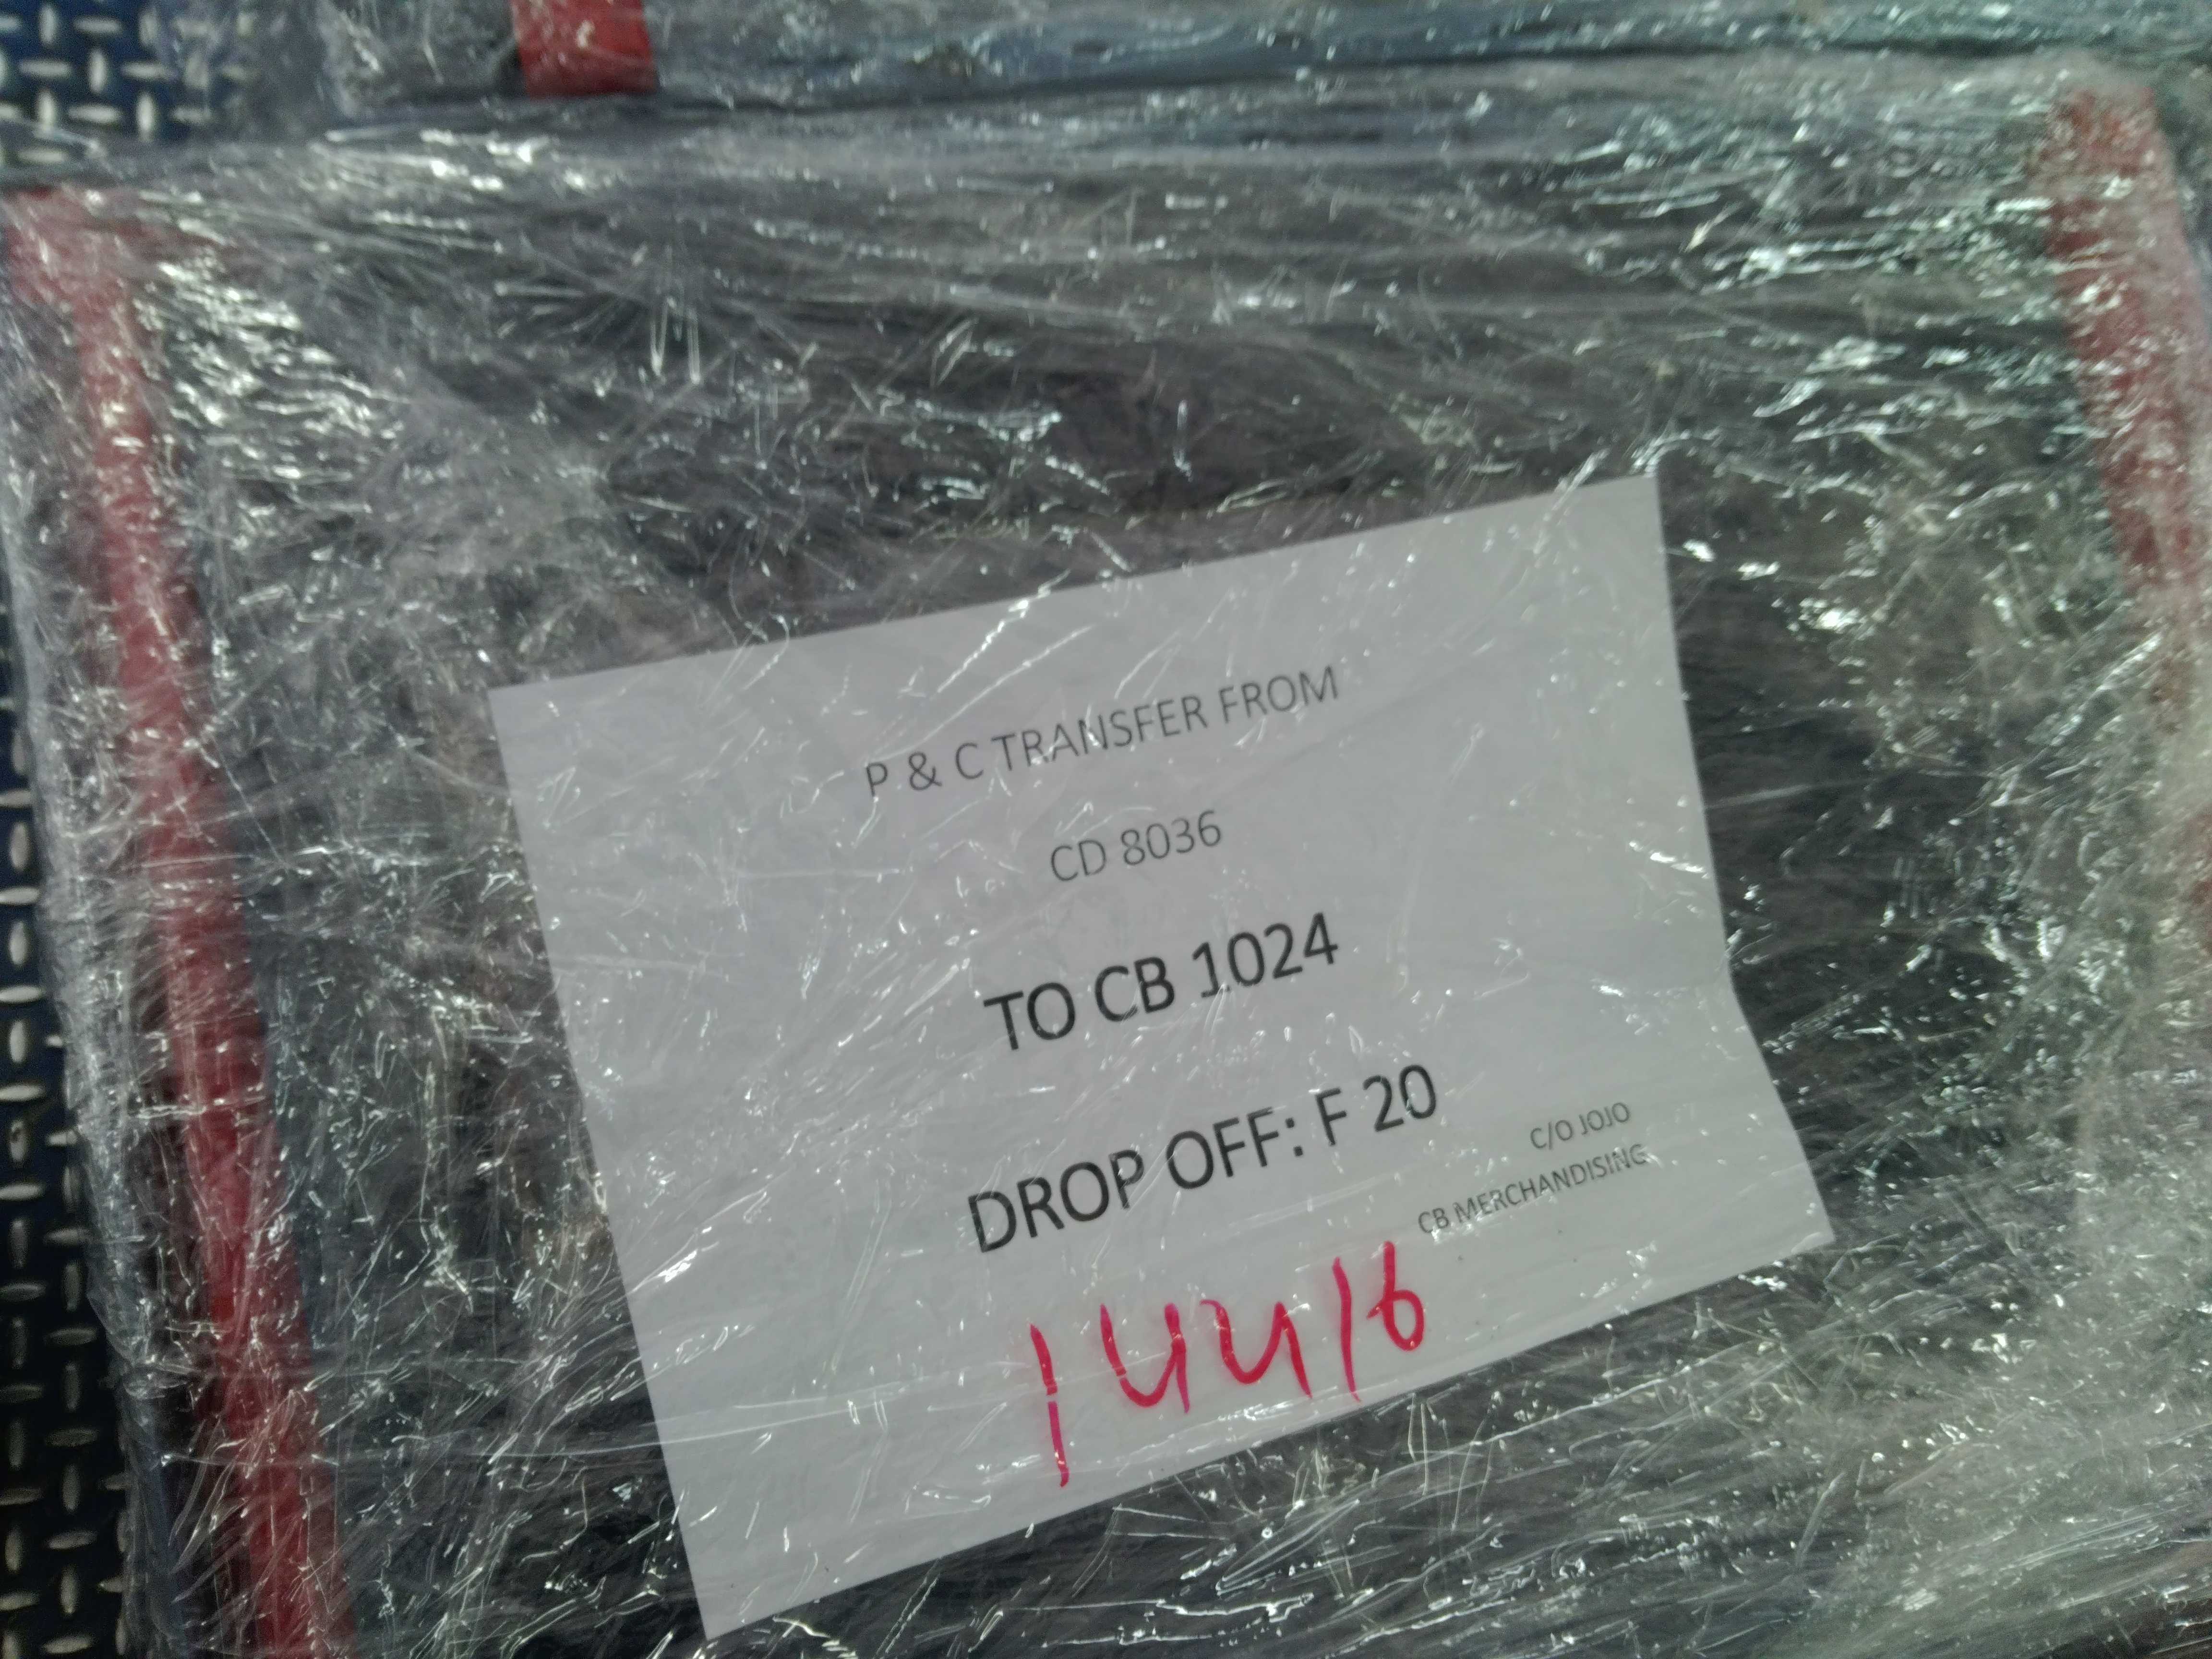 P & C TRANSFER FROM
CD 8036
TO CB 1024
DROP OFF: F 20
C/O JOJO
CB MERCHANDISING
14416